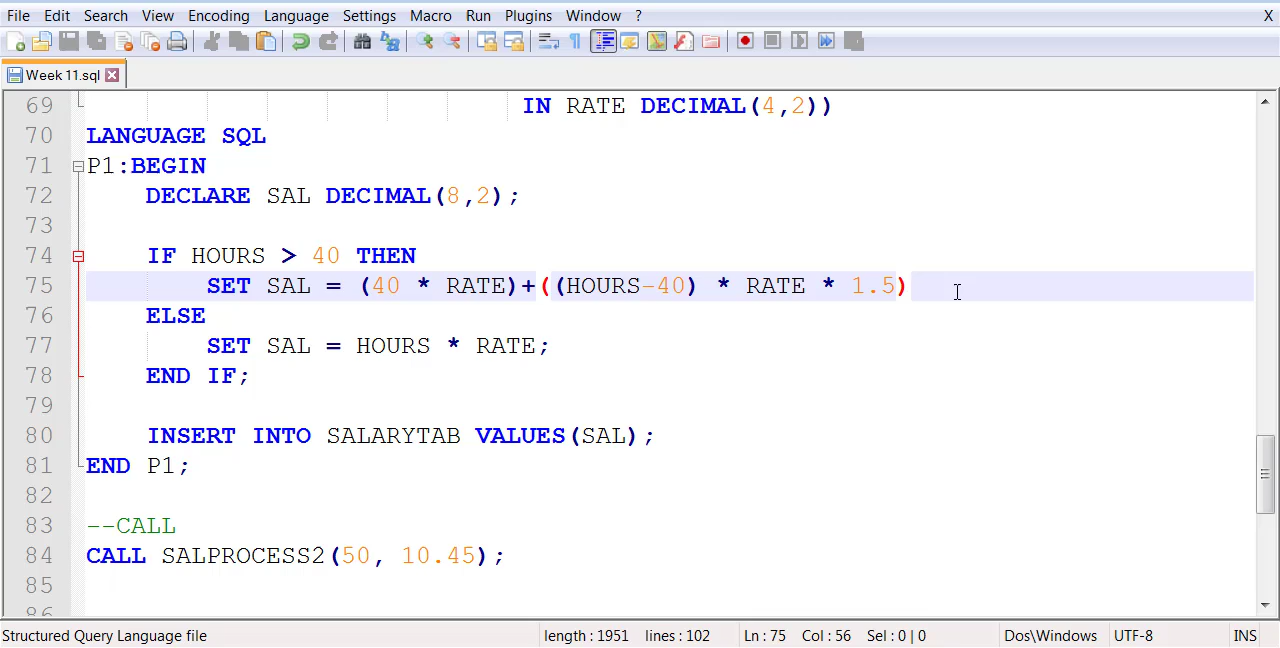 File Edit Search View Encoding Language Settings Macro Run Plugins Window ? X
Week 11.sql
69 IN RATE DECIMAL(4,2))
70 LANGUAGE SQL
71 P1:BEGIN
72 DECLARE SAL DECIMAL(8,2);
73
74 IF HOURS > 40 THEN
75 SET SAL = (40 * RATE)+((HOURS-40) * RATE * 1.5)
76 ELSE
77 SET SAL = HOURS * RATE;
78 END IF;
79
80 INSERT INTO SALARYTAB VALUES(SAL);
81 END P1;
82
83 --CALL
84 CALL SALPROCESS2(50, 10.45);
85
86
Structured Query Language file length : 1951 lines : 102 Ln : 75 Col : 56 Sel : 0 | 0 Dos\Windows UTF-8 INS